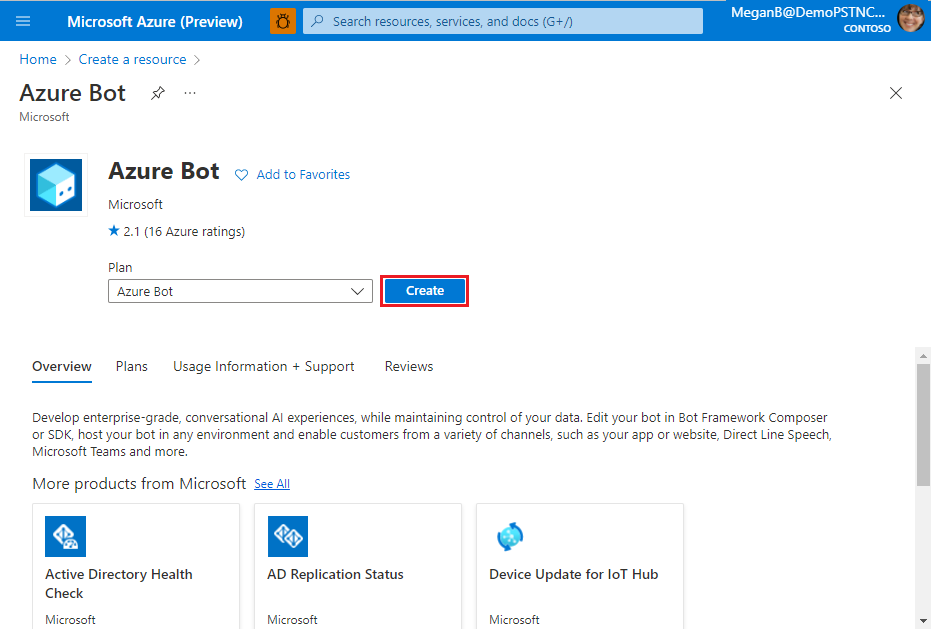 Microsoft Azure (Preview)
Search resources, services, and docs (G+/)
MeganB@DemoPSTNC...
CONTOSO
Home > Create a resource >
Azure Bot ...
Microsoft
Azure Bot Add to Favorites
Microsoft
★ 2.1 (16 Azure ratings)
Plan
Azure Bot
Create
Overview Plans Usage Information + Support Reviews
Develop enterprise-grade, conversational AI experiences, while maintaining control of your data. Edit your bot in Bot Framework Composer
or SDK, host your bot in any environment and enable customers from a variety of channels, such as your app or website, Direct Line Speech,
Microsoft Teams and more.
More products from Microsoft See All
Active Directory Health
Check
Microsoft
AD Replication Status
Microsoft
Device Update for IoT Hub
Microsoft